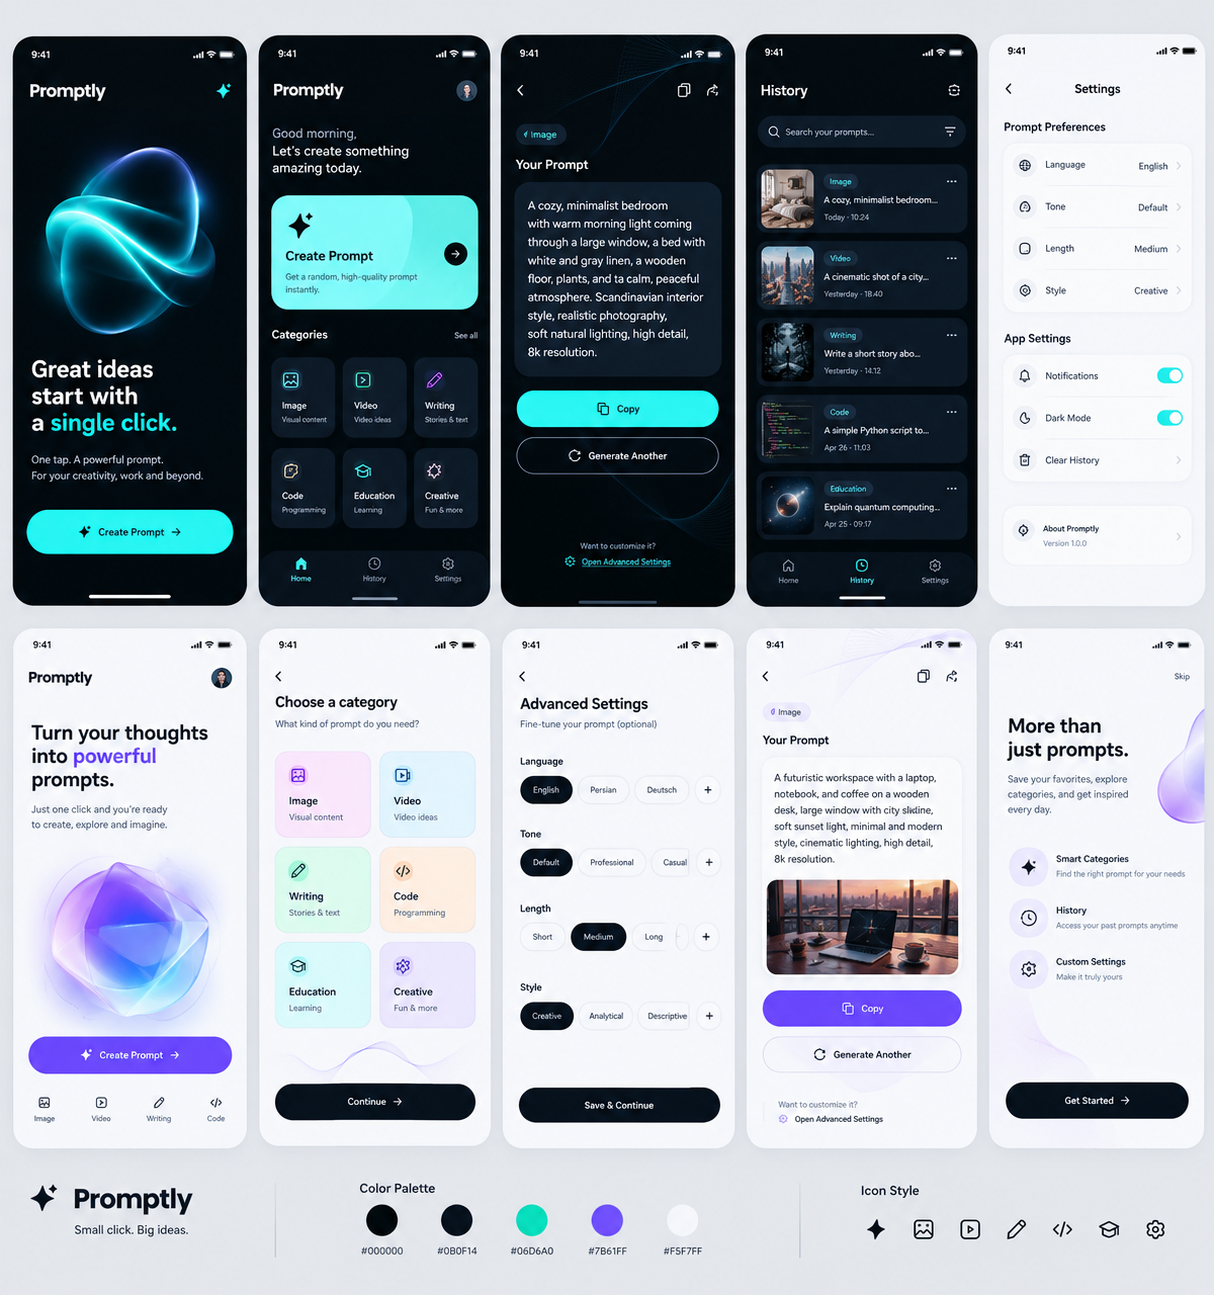 9:41
Promptly
Great ideas
start with
a single click.
One tap. A powerful prompt.
For your creativity, work and beyond.
Create Prompt
9:41
Promptly
Good morning,
Let's create something
amazing today.
Create Prompt
Get a random, high-quality prompt
instantly.
Categories
See all
Image
Visual content
Video
Video ideas
Writing
Stories & text
Code
Programming
Education
Learning
Creative
Fun & more
Home
History
Settings
9:41
Image
Your Prompt
A cozy, minimalist bedroom
with warm morning light coming
through a large window, a bed with
white and gray linen, a wooden
floor, plants, and ta calm, peaceful
atmosphere. Scandinavian interior
style, realistic photography,
soft natural lighting, high detail,
8k resolution.
Copy
Generate Another
Want to customize it?
Open Advanced Settings
9:41
History
Search your prompts...
Image
A cozy, minimalist bedroom...
Today · 10.24
Video
A cinematic shot of a city...
Yesterday · 18.40
Writing
Write a short story abo...
Yesterday · 14.12
Code
A simple Python script to...
Apr 26 · 11:03
Education
Explain quantum computing...
Apr 25 · 09.17
Home
History
Settings
9:41
Settings
Prompt Preferences
Language
English
Tone
Default
Length
Medium
Style
Creative
App Settings
Notifications
Dark Mode
Clear History
About Promptly
Version 1.0.0
9:41
Promptly
Turn your thoughts
into powerful
prompts.
Just one click and you're ready
to create, explore and imagine.
Create Prompt
Image
Video
Writing
Code
9:41
Choose a category
What kind of prompt do you need?
Image
Visual content
Video
Video ideas
Writing
Stories & text
Code
Programming
Education
Learning
Creative
Fun & more
Continue
9:41
Advanced Settings
Fine-tune your prompt (optional)
Language
English
Persian
Deutsch
+
Tone
Default
Professional
Casual
+
Length
Short
Medium
Long
+
Style
Creative
Analytical
Descriptive
+
Save & Continue
9:41
Image
Your Prompt
A futuristic workspace with a laptop,
notebook, and coffee on a wooden
desk, large window with city
soft sunset light, minimal and modern
style, cinematic lighting, high detail,
8k resolution.
Copy
Generate Another
Want to customize it?
Open Advanced Settings
9:41
Skip
More than
just prompts.
Save your favorites, explore
categories, and get inspired
every day.
Smart Categories
Find the right prompt for your needs
History
Access your past prompts anytime
Custom Settings
Make it truly yours
Get Started
Promptly
Small click. Big ideas.
Color Palette
#000000
#0B0F14
#06D6A0
#7B61FF
#F5F7FF
Icon Style